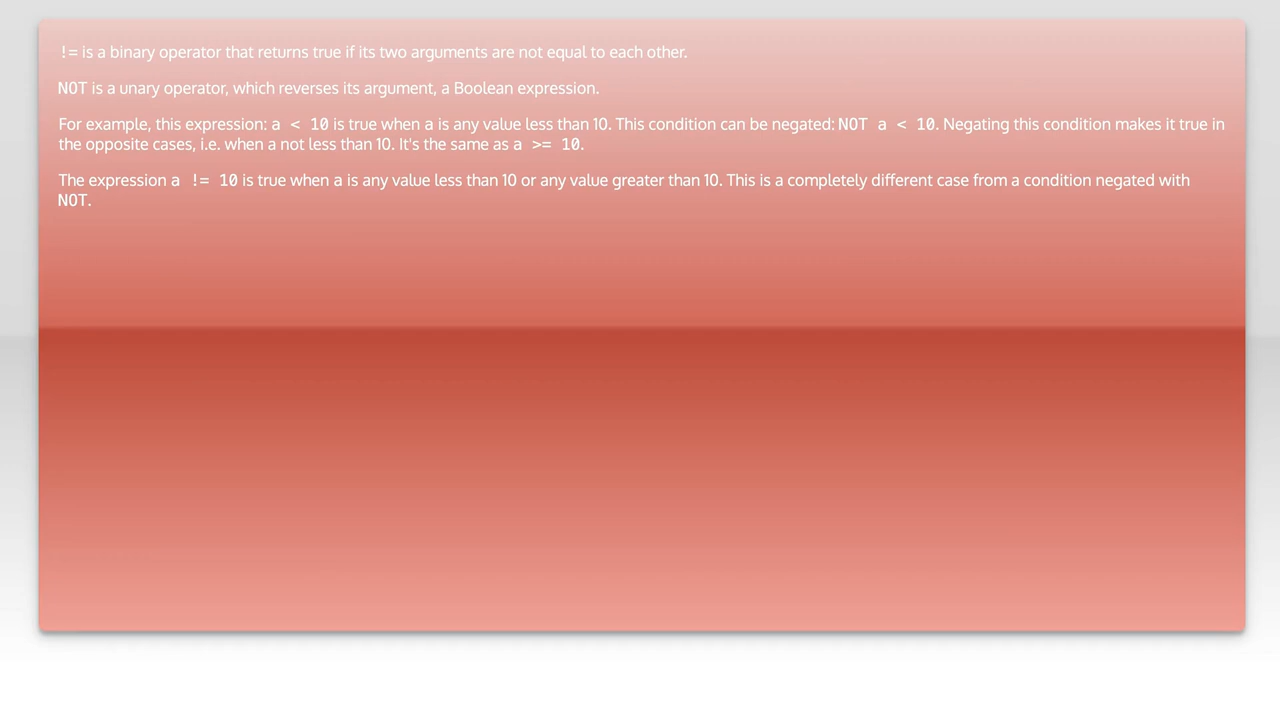 != is a binary operator that returns true if its two arguments are not equal to each other.
NOT is a unary operator, which reverses its argument, a Boolean expression.
For example, this expression: a < 10 is true when a is any value less than 10. This condition can be negated: NOT a < 10. Negating this condition makes it true in
the opposite cases, i.e. when a not less than 10. It's the same as a >= 10.
The expression a != 10 is true when a is any value less than 10 or any value greater than 10. This is a completely different case from a condition negated with
NOT.